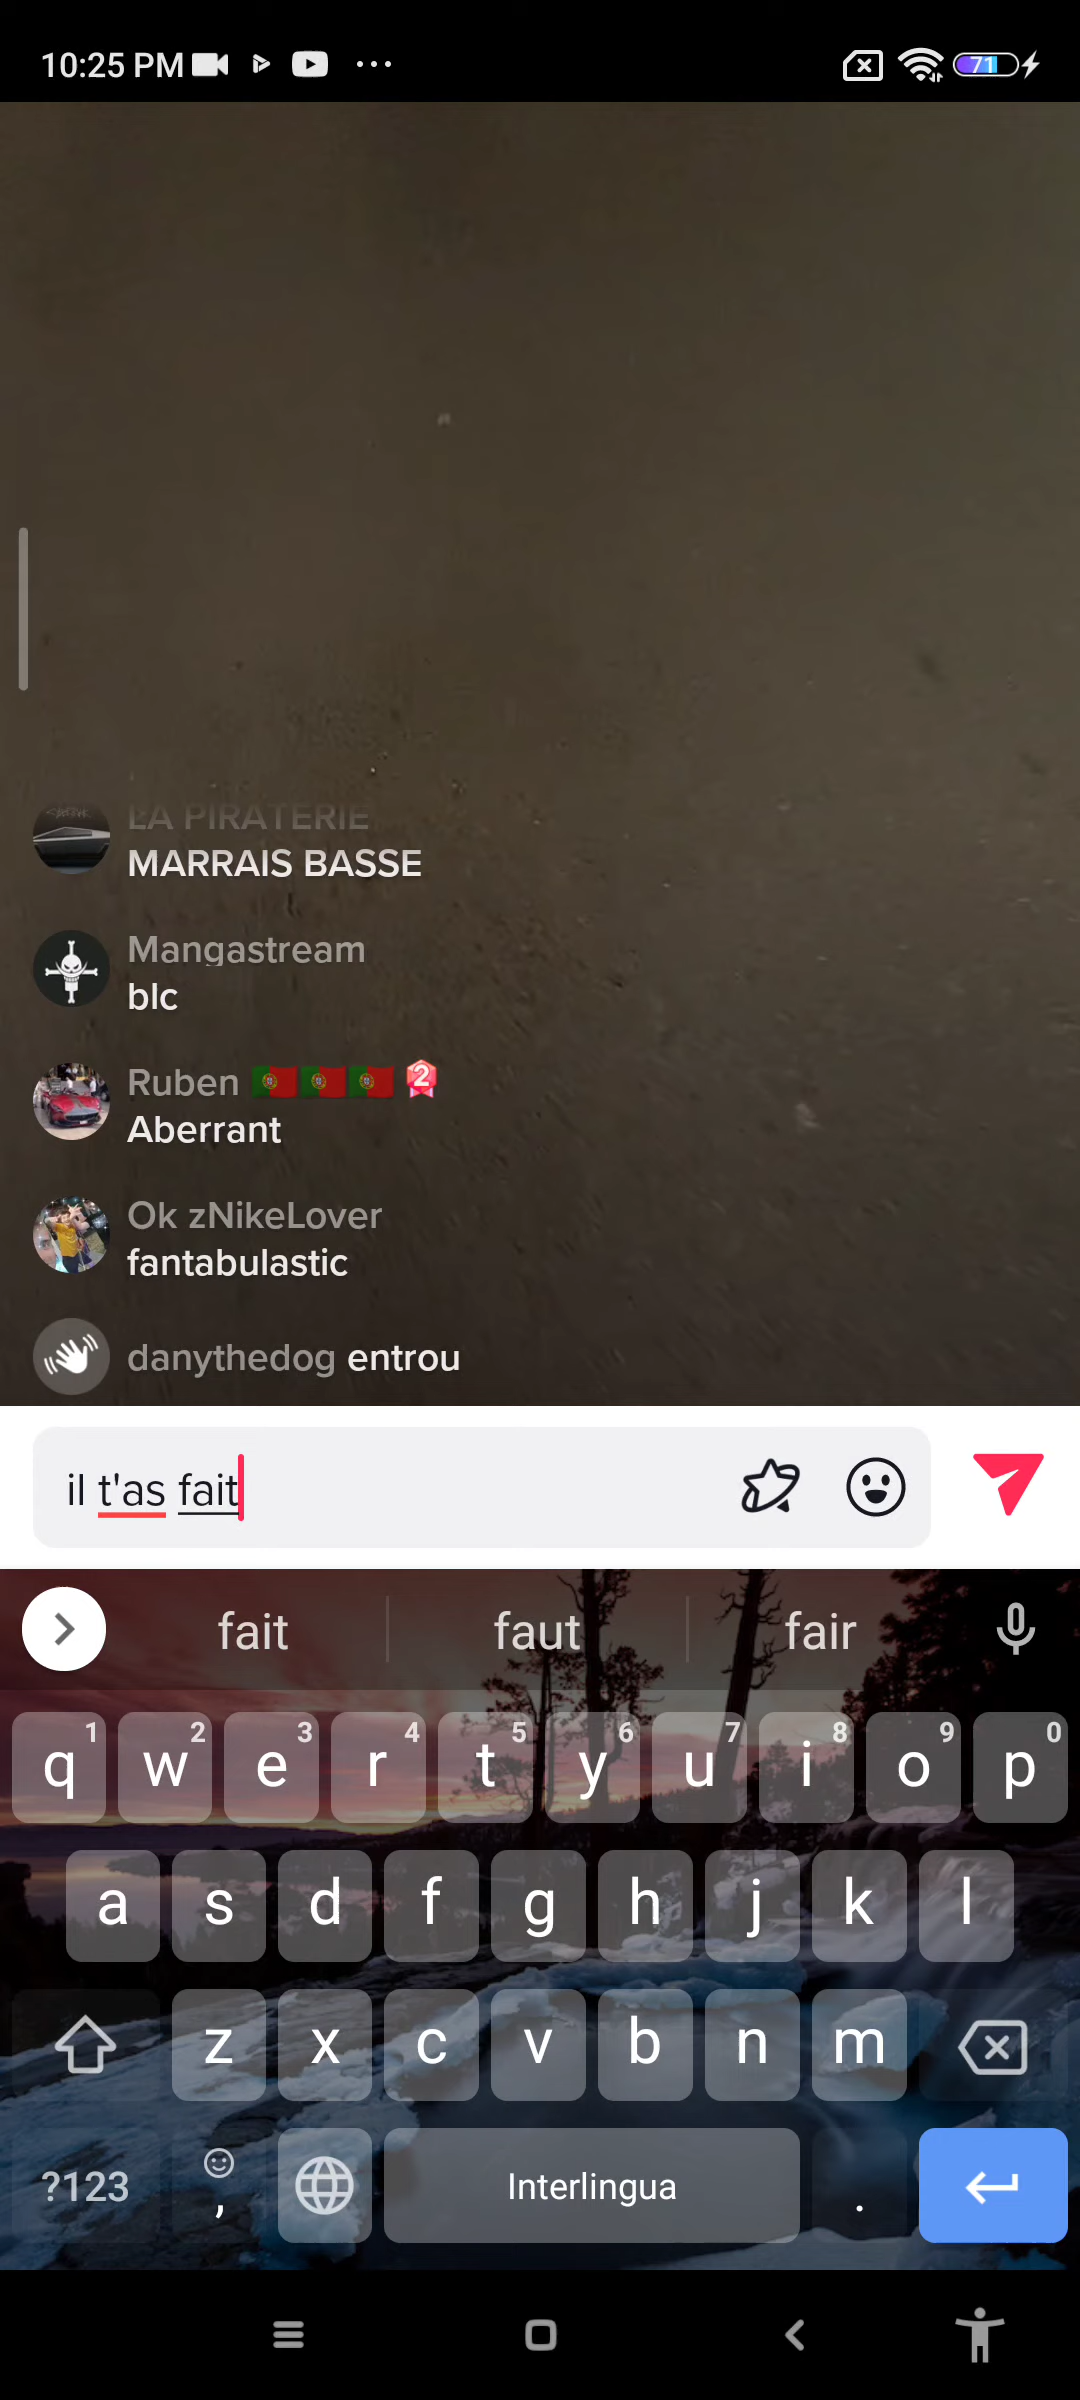 10:25 PM
71
LA PIRATERIE
MARRAIS BASSE
Mangastream
blc
Ruben 🇵🇹🇵🇹🇵🇹 2
Aberrant
Ok zNikeLover
fantabulastic
danythedog entrou
il t'as fait
fait faut fair
1 2 3 4 5 6 7 8 9 0
q w e r t y u i o p
a s d f g h j k l
z x c v b n m
?123 , Interlingua .